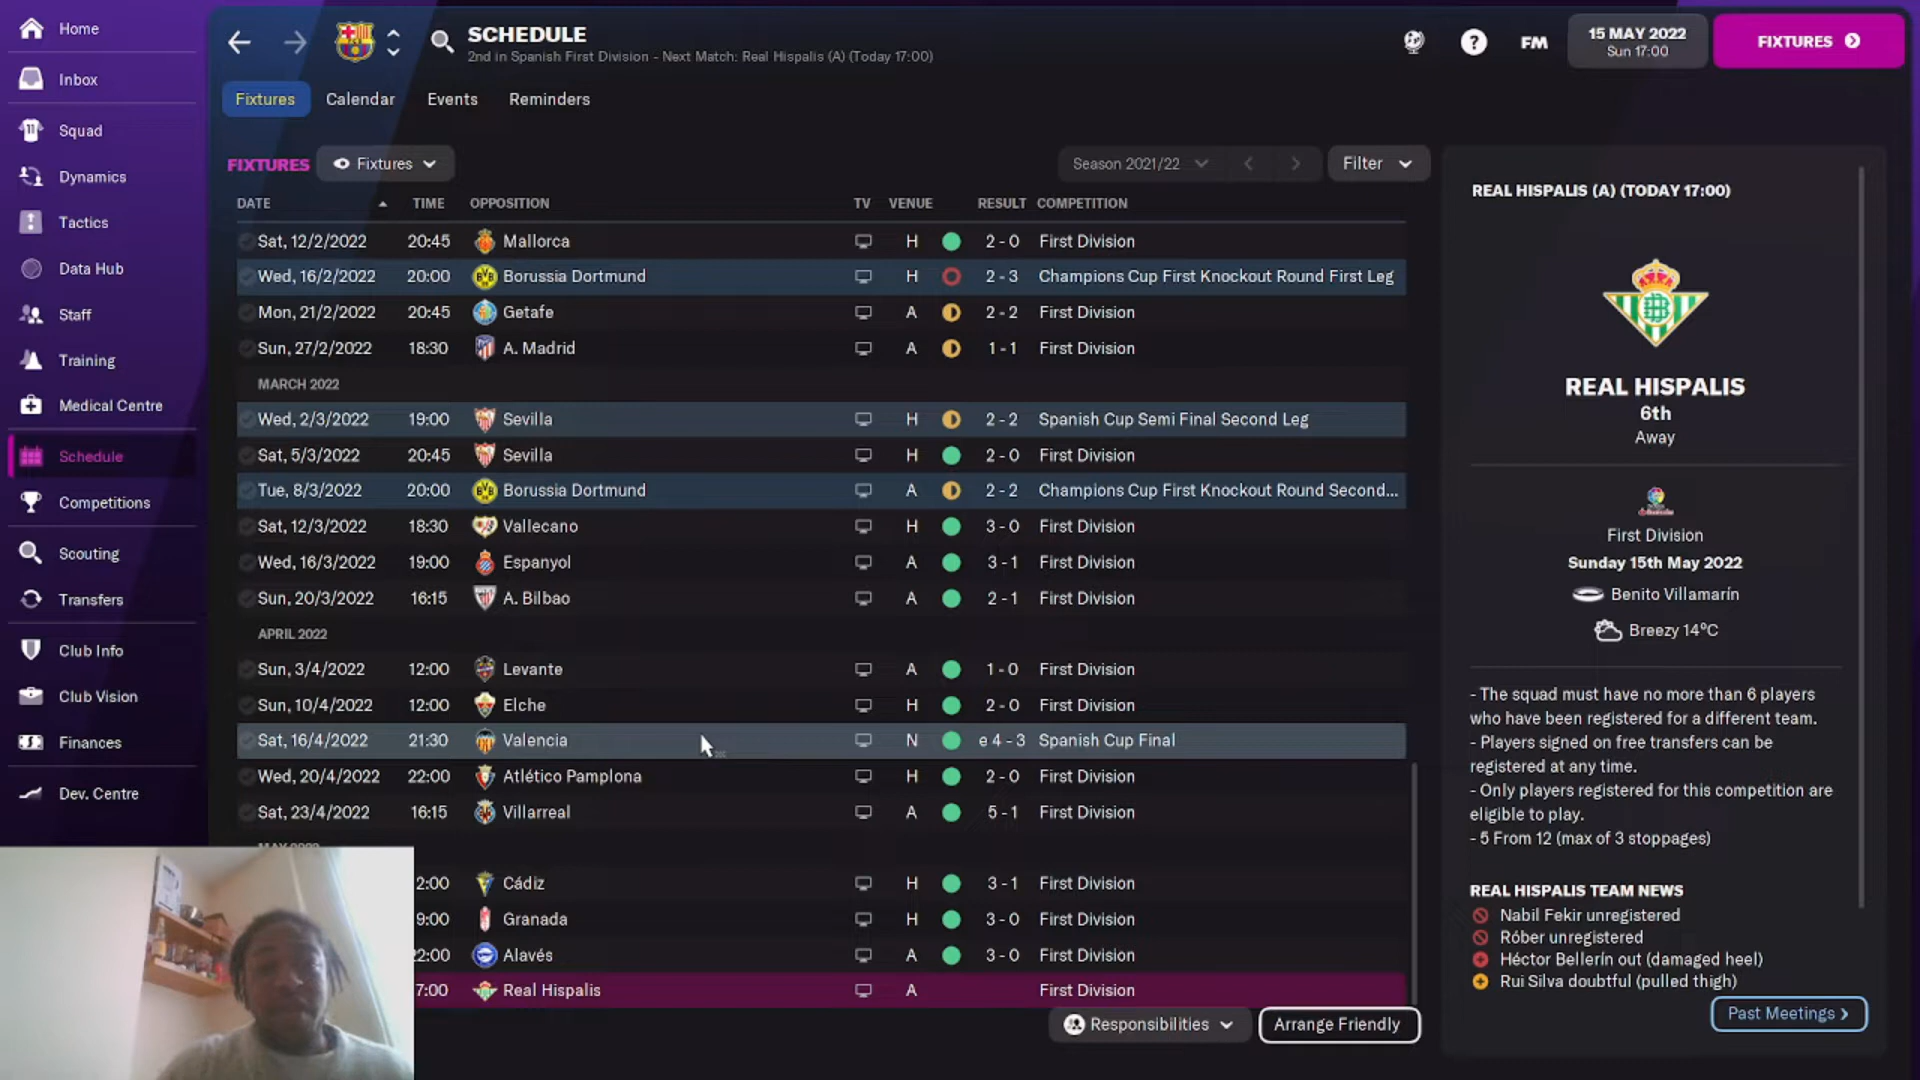 Home
Inbox
Squad
Dynamics
Tactics
Data Hub
Staff
Training
Medical Centre
Schedule
Competitions
Scouting
Transfers
Club Info
Club Vision
Finances
Dev. Centre
SCHEDULE
2nd in Spanish First Division - Next Match: Real Hispalis (A) (Today 17:00)
? FM
15 MAY 2022
Sun 17:00
FIXTURES
Fixtures Calendar Events Reminders
FIXTURES Fixtures Season 2021/22 Filter
DATE TIME OPPOSITION TV VENUE RESULT COMPETITION
Sat, 12/2/2022 20:45 Mallorca H 2 - 0 First Division
Wed, 16/2/2022 20:00 Borussia Dortmund H 2 - 3 Champions Cup First Knockout Round First Leg
Mon, 21/2/2022 20:45 Getafe A 2 - 2 First Division
Sun, 27/2/2022 18:30 A. Madrid A 1 - 1 First Division
MARCH 2022
Wed, 2/3/2022 19:00 Sevilla H 2 - 2 Spanish Cup Semi Final Second Leg
Sat, 5/3/2022 20:45 Sevilla H 2 - 0 First Division
Tue, 8/3/2022 20:00 Borussia Dortmund A 2 - 2 Champions Cup First Knockout Round Second...
Sat, 12/3/2022 18:30 Vallecano H 3 - 0 First Division
Wed, 16/3/2022 19:00 Espanyol A 3 - 1 First Division
Sun, 20/3/2022 16:15 A. Bilbao A 2 - 1 First Division
APRIL 2022
Sun, 3/4/2022 12:00 Levante A 1 - 0 First Division
Sun, 10/4/2022 12:00 Elche H 2 - 0 First Division
Sat, 16/4/2022 21:30 Valencia N e 4 - 3 Spanish Cup Final
Wed, 20/4/2022 22:00 Atlético Pamplona H 2 - 0 First Division
Sat, 23/4/2022 16:15 Villarreal A 5 - 1 First Division
MAY 2022
2:00 Cádiz H 3 - 1 First Division
9:00 Granada H 3 - 0 First Division
22:00 Alavés A 3 - 0 First Division
7:00 Real Hispalis A First Division
Responsibilities Arrange Friendly
REAL HISPALIS (A) (TODAY 17:00)
REAL HISPALIS
6th
Away
First Division
Sunday 15th May 2022
Benito Villamarín
Breezy 14°C
- The squad must have no more than 6 players
who have been registered for a different team.
- Players signed on free transfers can be
registered at any time.
- Only players registered for this competition are
eligible to play.
- 5 From 12 (max of 3 stoppages)
REAL HISPALIS TEAM NEWS
Nabil Fekir unregistered
Róber unregistered
Héctor Bellerín out (damaged heel)
Rui Silva doubtful (pulled thigh)
Past Meetings